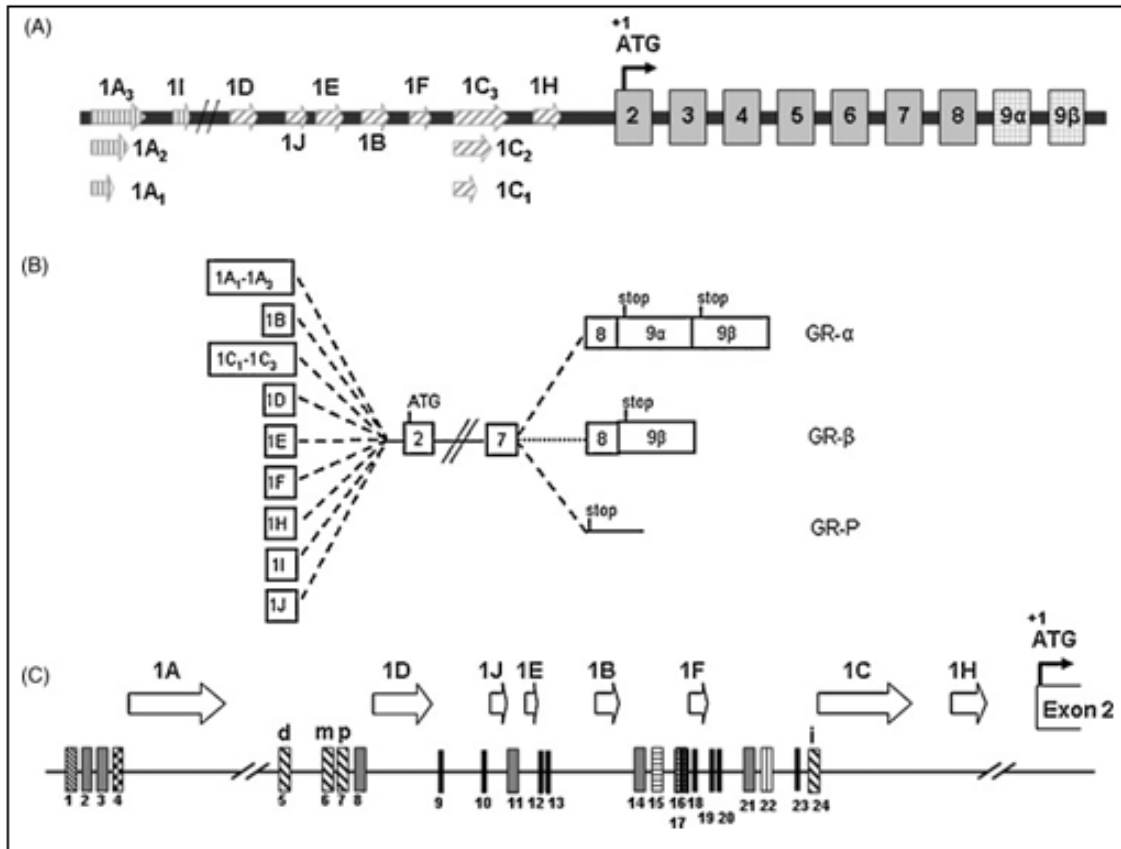 (A)
+1
ATG
1A₃ 1I 1D 1E 1F 1C₃ 1H
2 3 4 5 6 7 8 9α 9β
1J 1B
1A₂ 1C₂
1A₁ 1C₁
(B)
1A₁-1A₃
1B
1C₁-1C₃
1D
1E
1F
1H
1I
1J
ATG
2 7
stop stop
8 9α 9β GR-α
stop
8 9β GR-β
stop
GR-P
(C)
+1
ATG
1A 1D 1J 1E 1B 1F 1C 1H
Exon 2
d m p i
1 2 3 4 5 6 7 8 9 10 11 12 13 14 15 16 18 21 22 23 24
17 19 20